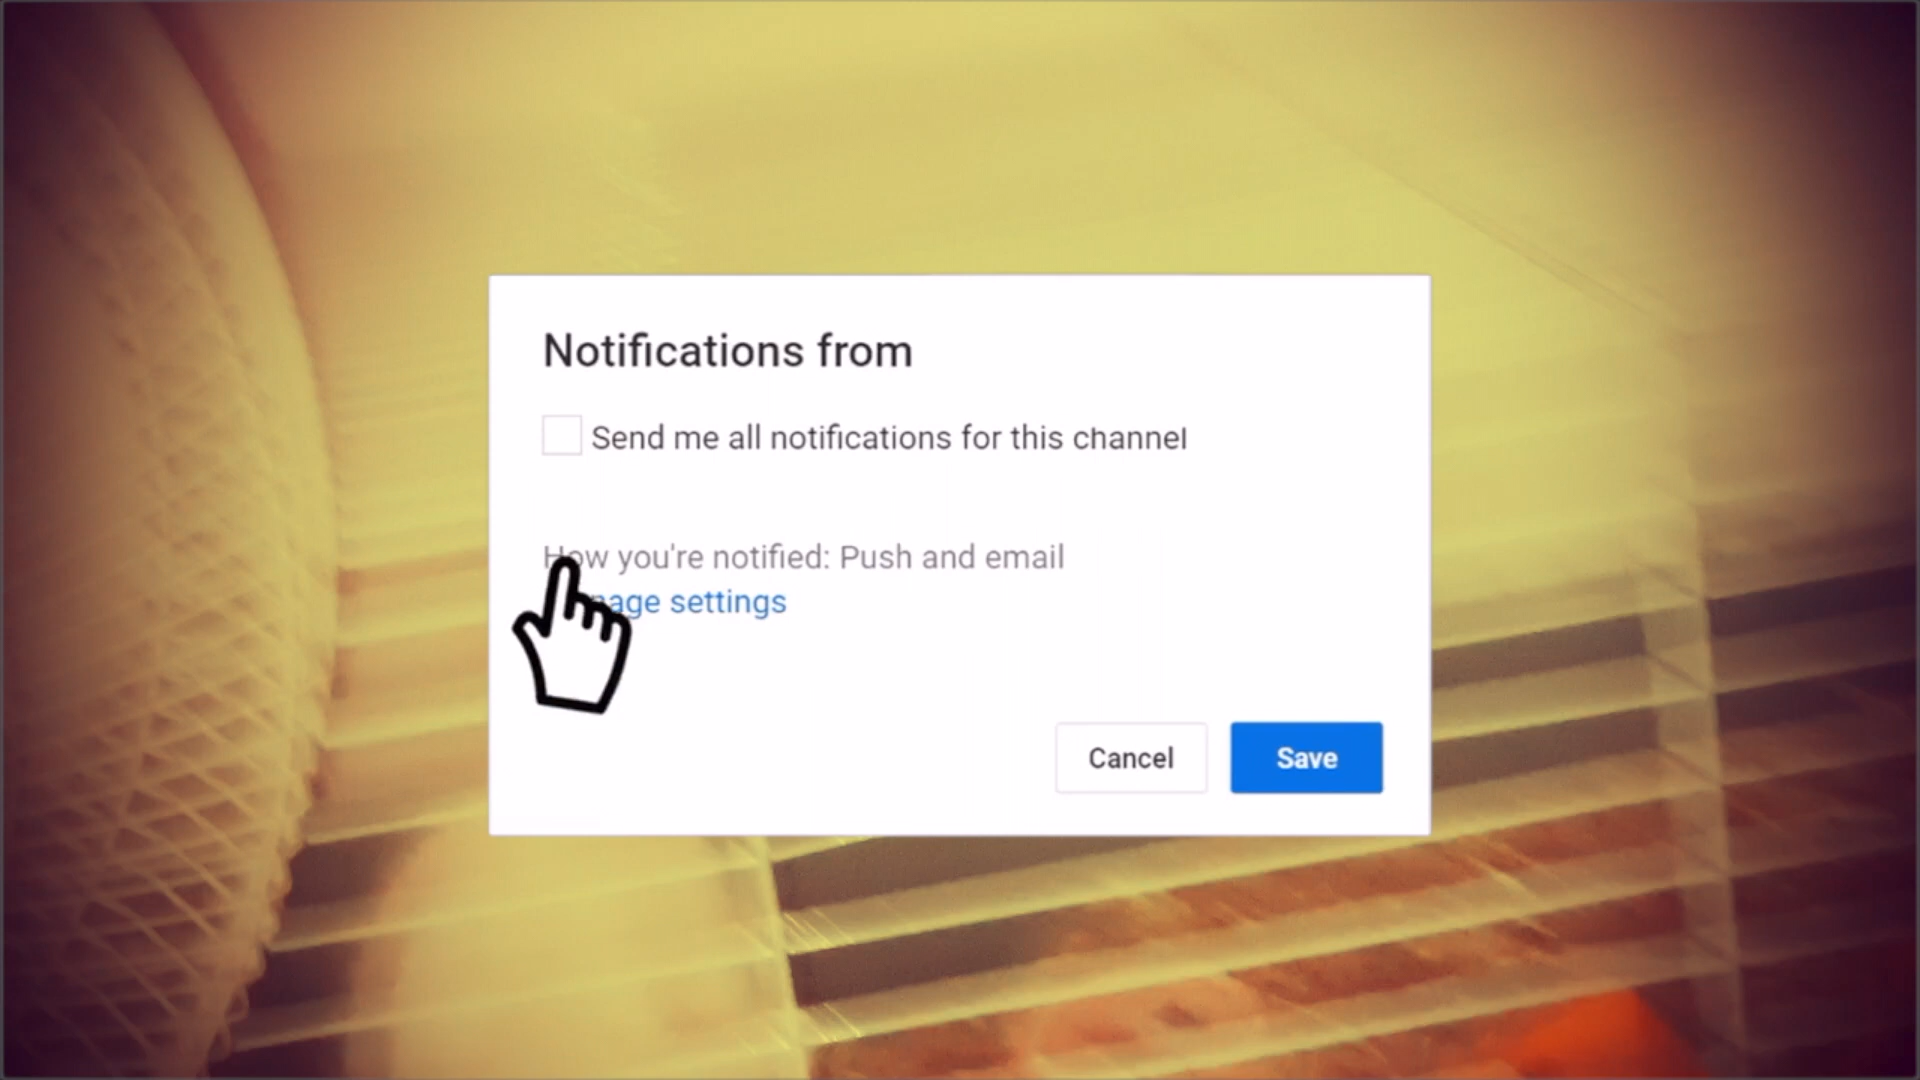 Notifications from
Send me all notifications for this channel
How you're notified: Push and email
settings
Cancel
Save